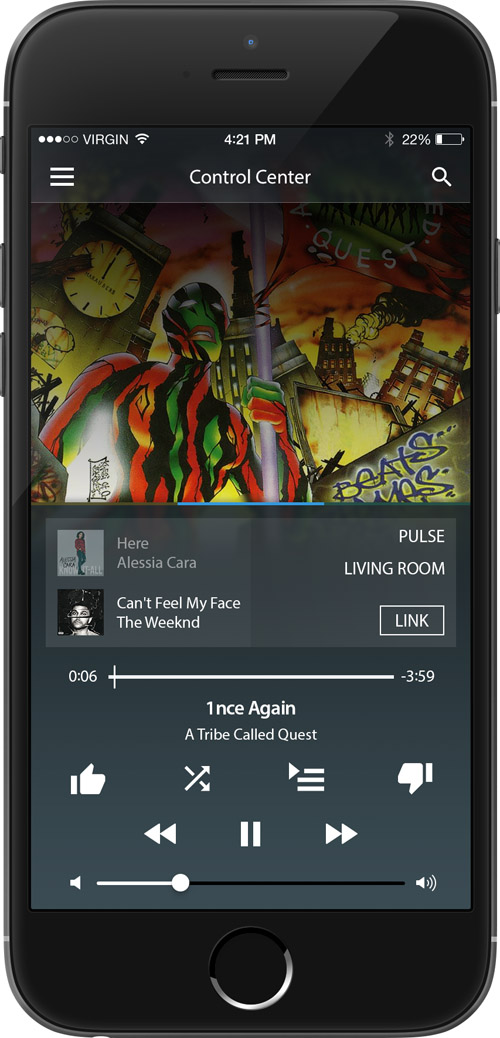 VIRGIN
4:21 PM
22%
Control Center
A QUEST
BEATS
PULSE
LIVING ROOM
Here
Alessia Cara
Can't Feel My Face
The Weeknd
LINK
0:06
-3:59
1nce Again
A Tribe Called Quest